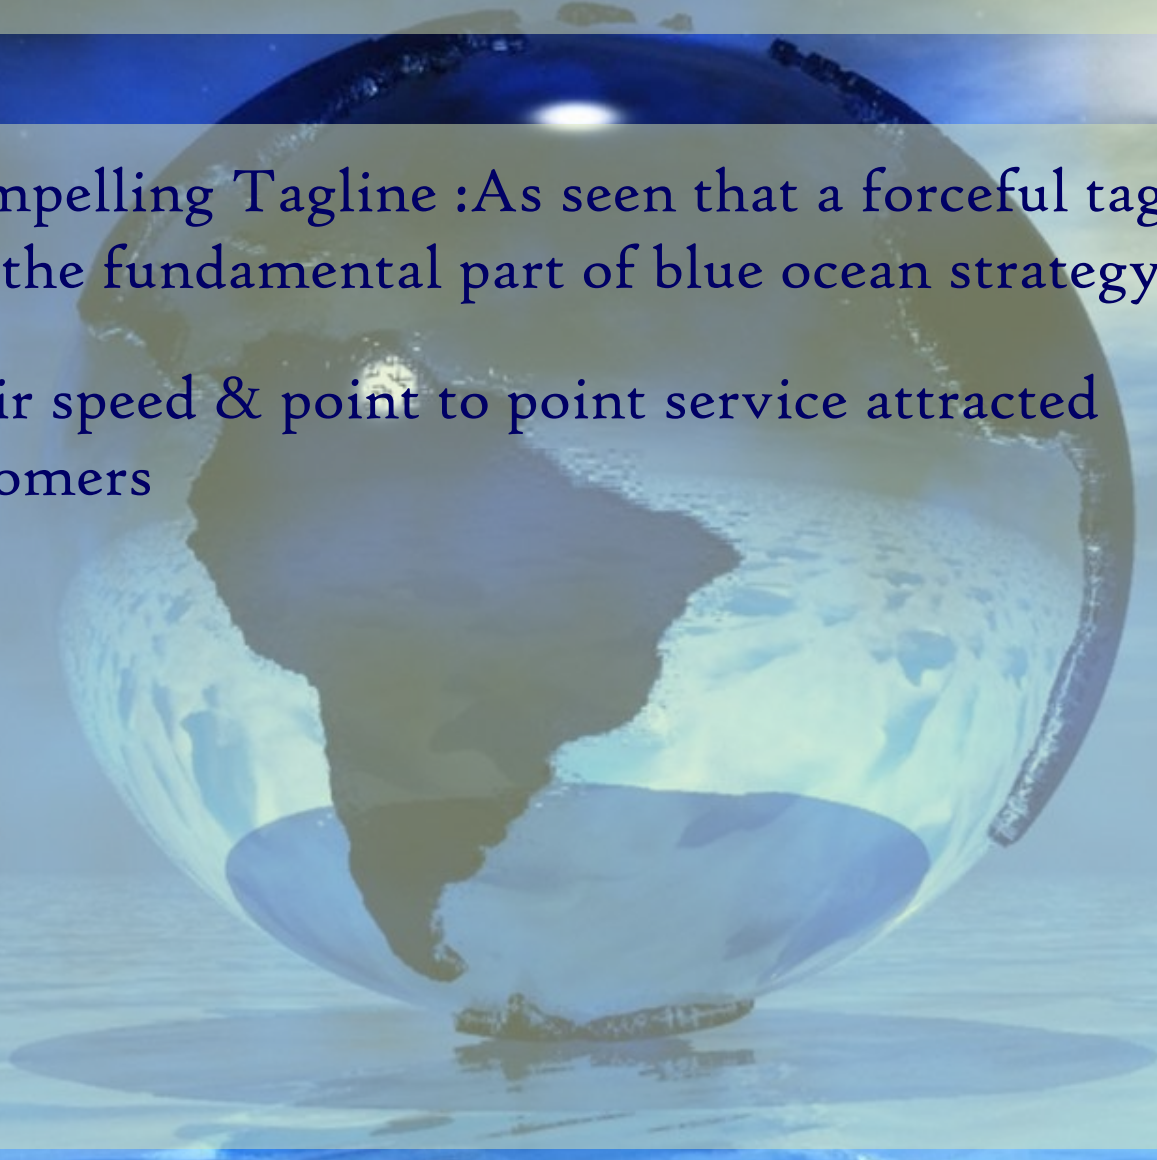 mpelling Tagline :As seen that a forceful tag
the fundamental part of blue ocean strategy
ir speed & point to point service attracted
omers